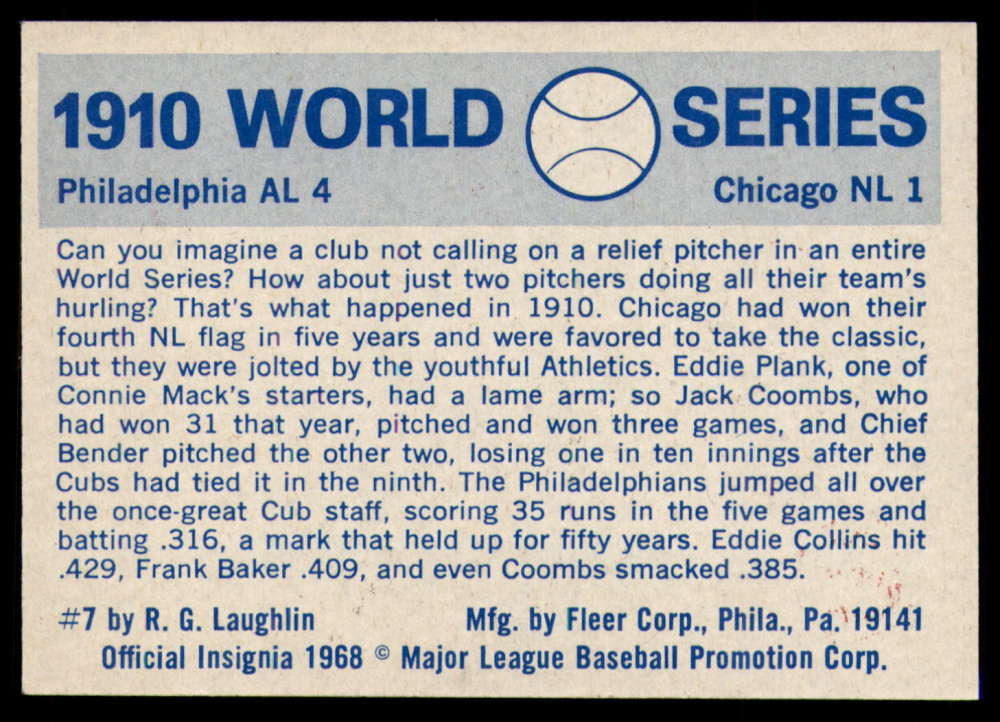 1910 WORLD SERIES
Philadelphia AL 4 Chicago NL 1
Can you imagine a club not calling on a relief pitcher in an entire
World Series? How about just two pitchers doing all their team's
hurling? That's what happened in 1910. Chicago had won their
fourth NL flag in five years and were favored to take the classic,
but they were jolted by the youthful Athletics. Eddie Plank, one of
Connie Mack's starters, had a lame arm; so Jack Coombs, who
had won 31 that year, pitched and won three games, and Chief
Bender pitched the other two, losing one in ten innings after the
Cubs had tied it in the ninth. The Philadelphians jumped all over
the once-great Cub staff, scoring 35 runs in the five games and
batting .316, a mark that held up for fifty years. Eddie Collins hit
.429, Frank Baker .409, and even Coombs smacked .385.
#7 by R. G. Laughlin Mfg. by Fleer Corp., Phila., Pa. 19141
Official Insignia 1968 © Major League Baseball Promotion Corp.